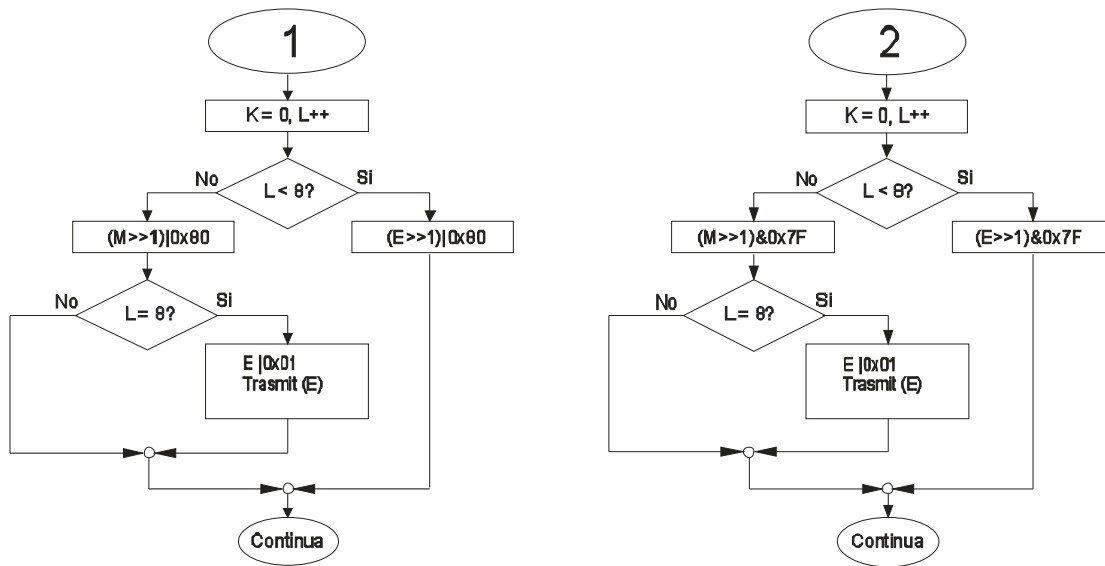 1
K = 0, L++
L < 8?
No
Si
(M>>1)|0x80
(E>>1)|0x80
L= 8?
No
Si
E |0x01
Trasmit (E)
Continua
2
K = 0, L++
L < 8?
No
Si
(M>>1)&0x7F
(E>>1)&0x7F
L= 8?
No
Si
E |0x01
Trasmit (E)
Continua